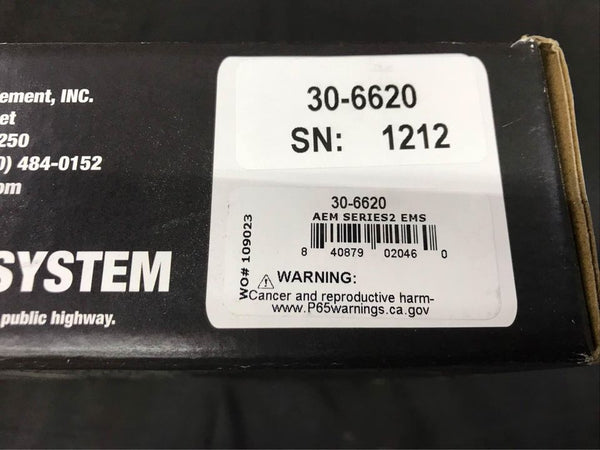 ement, INC.
et
250
0) 484-0152
om
SYSTEM
public highway.
30-6620
SN: 1212
30-6620
AEM SERIES2 EMS
8 40879 02046 0
WO# 109023
WARNING:
Cancer and reproductive harm-
www.P65warnings.ca.gov